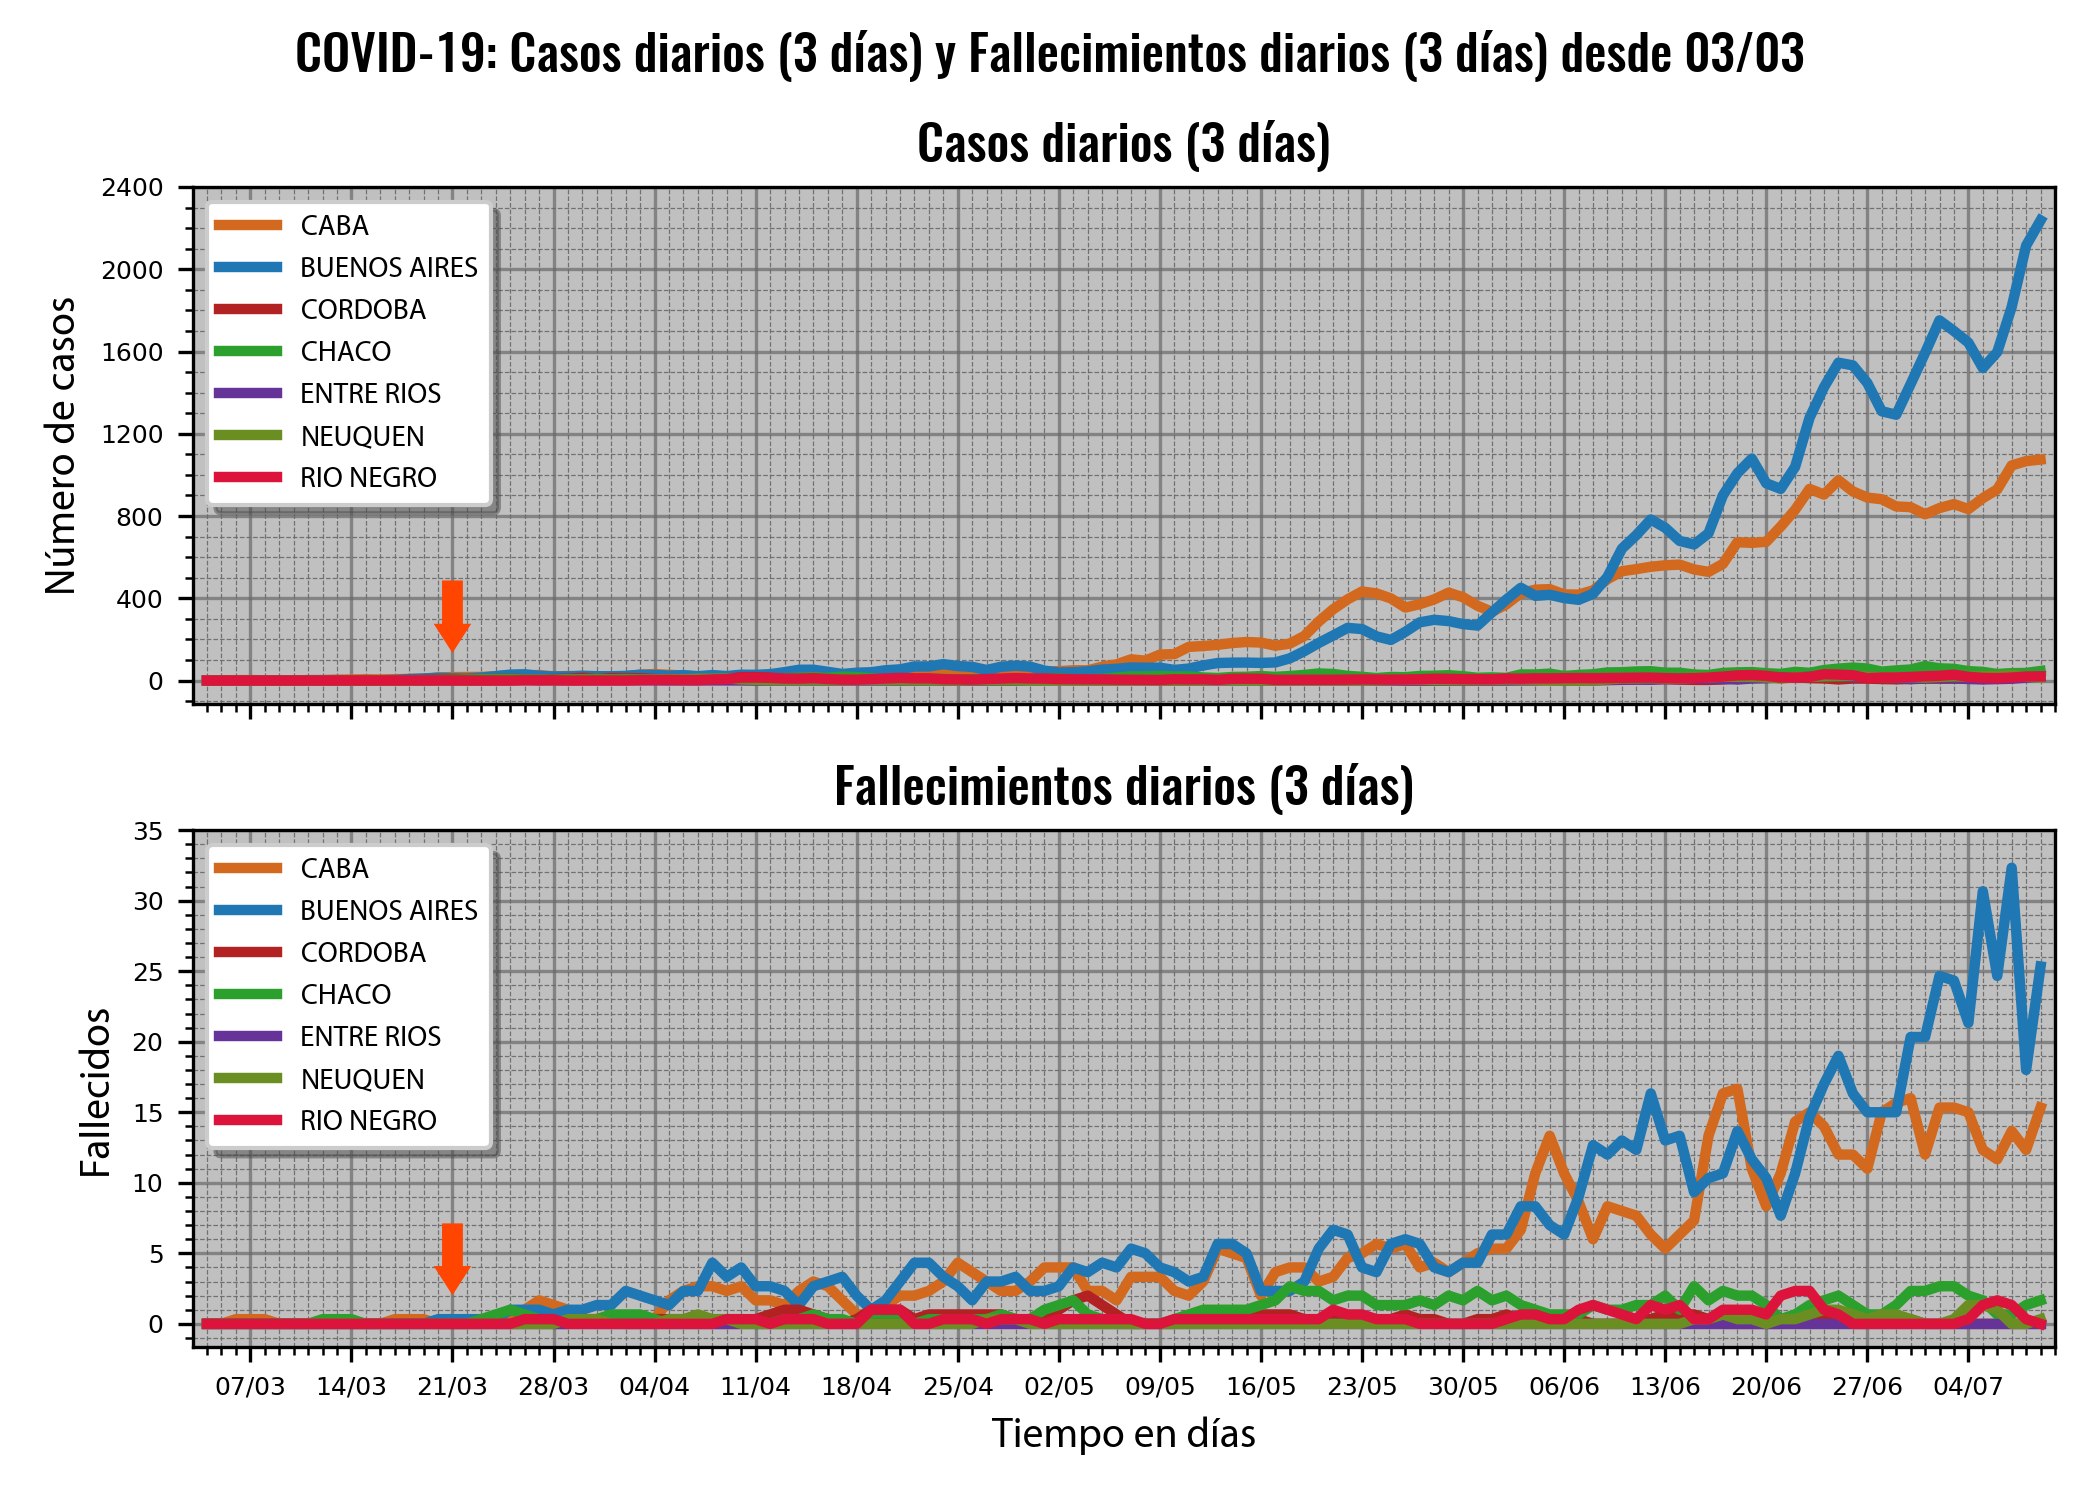 COVID-19: Casos diarios (3 días) y Fallecimientos diarios (3 días) desde 03/03
Casos diarios (3 días)
2400
2000
1600
1200
800
400
0
Número de casos
CABA
BUENOS AIRES
CORDOBA
CHACO
ENTRE RIOS
NEUQUEN
RIO NEGRO
Fallecimientos diarios (3 días)
35
30
25
20
15
10
5
0
Fallecidos
CABA
BUENOS AIRES
CORDOBA
CHACO
ENTRE RIOS
NEUQUEN
RIO NEGRO
07/03 14/03 21/03 28/03 04/04 11/04 18/04 25/04 02/05 09/05 16/05 23/05 30/05 06/06 13/06 20/06 27/06 04/07
Tiempo en días